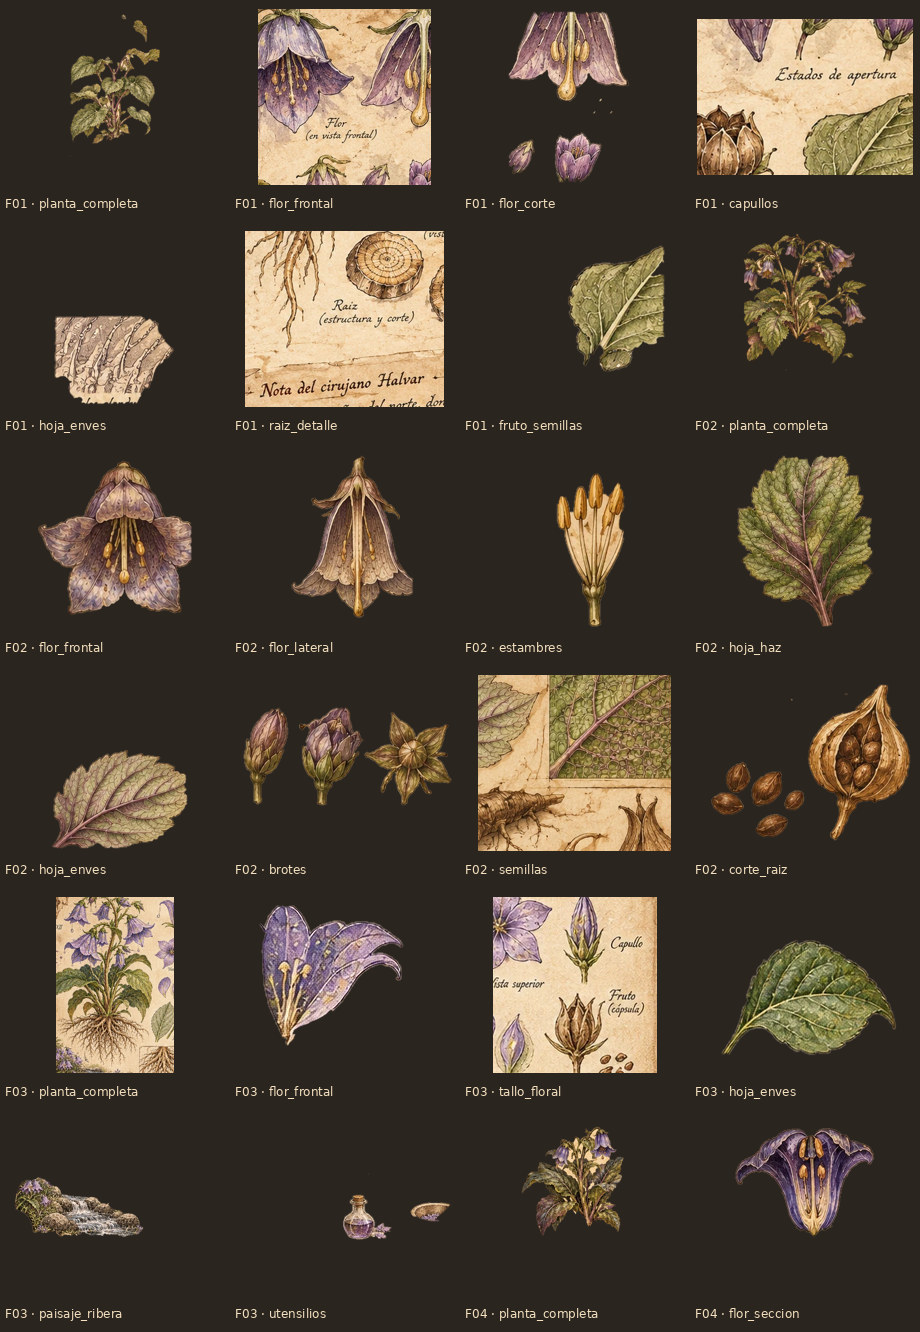 Flor
(en vista frontal)
Estados de apertura
F01 · planta_completa
F01 · flor_frontal
F01 · flor_corte
F01 · capullos
Raíz
(estructura y corte)
Nota del cirujano Halvar
del norte, don
F01 · hoja_enves
F01 · raiz_detalle
F01 · fruto_semillas
F02 · planta_completa
F02 · flor_frontal
F02 · flor_lateral
F02 · estambres
F02 · hoja_haz
F02 · hoja_enves
F02 · brotes
F02 · semillas
F02 · corte_raiz
Capullo
ista superior
Fruto
(cápsula)
F03 · planta_completa
F03 · flor_frontal
F03 · tallo_floral
F03 · hoja_enves
F03 · paisaje_ribera
F03 · utensilios
F04 · planta_completa
F04 · flor_seccion